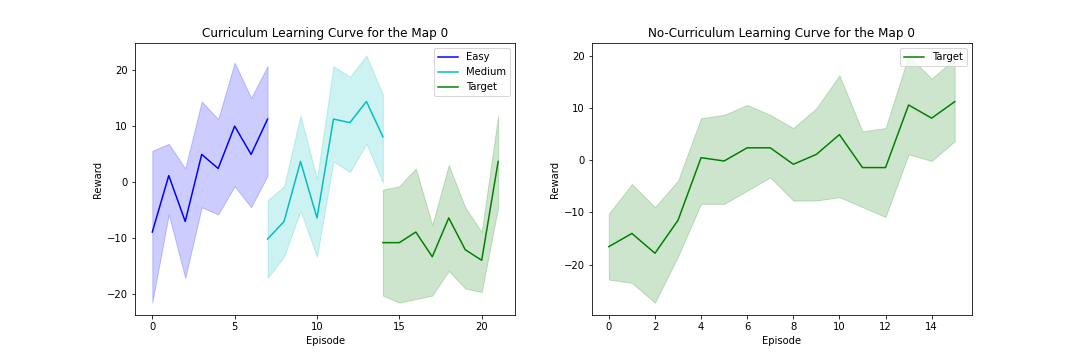 Curriculum Learning Curve for the Map 0
Reward
20
10
0
−10
−20
Easy
Medium
Target
0
5
10
15
20
Episode
No-Curriculum Learning Curve for the Map 0
Reward
20
10
0
−10
−20
Target
0
2
4
6
8
10
12
14
Episode